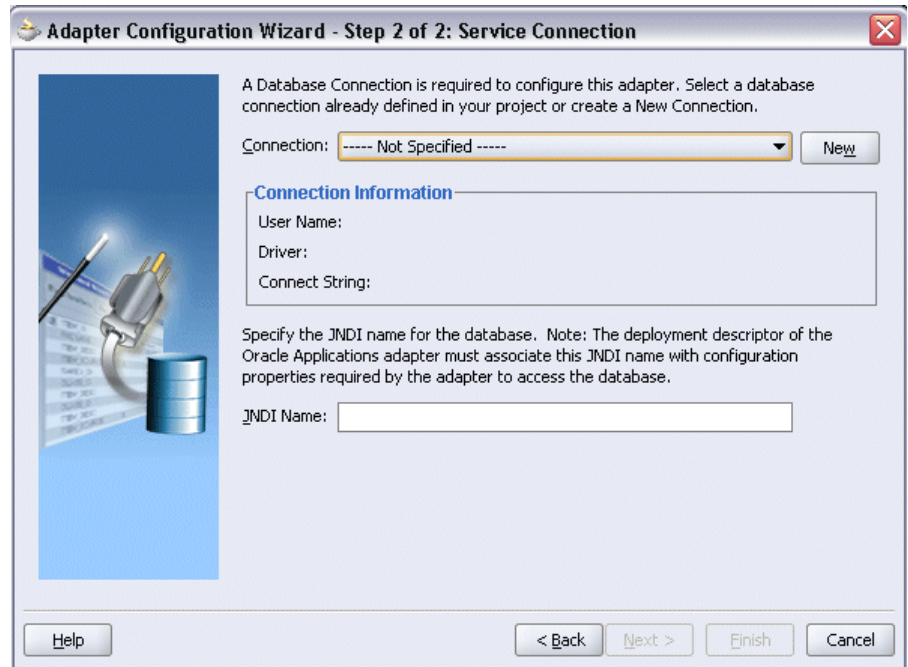 Adapter Configuration Wizard - Step 2 of 2: Service Connection
A Database Connection is required to configure this adapter. Select a database
connection already defined in your project or create a New Connection.
Connection: ----- Not Specified ----- New
Connection Information
User Name:
Driver:
Connect String:
Specify the JNDI name for the database. Note: The deployment descriptor of the
Oracle Applications adapter must associate this JNDI name with configuration
properties required by the adapter to access the database.
JNDI Name:
Help < Back Next > Finish Cancel